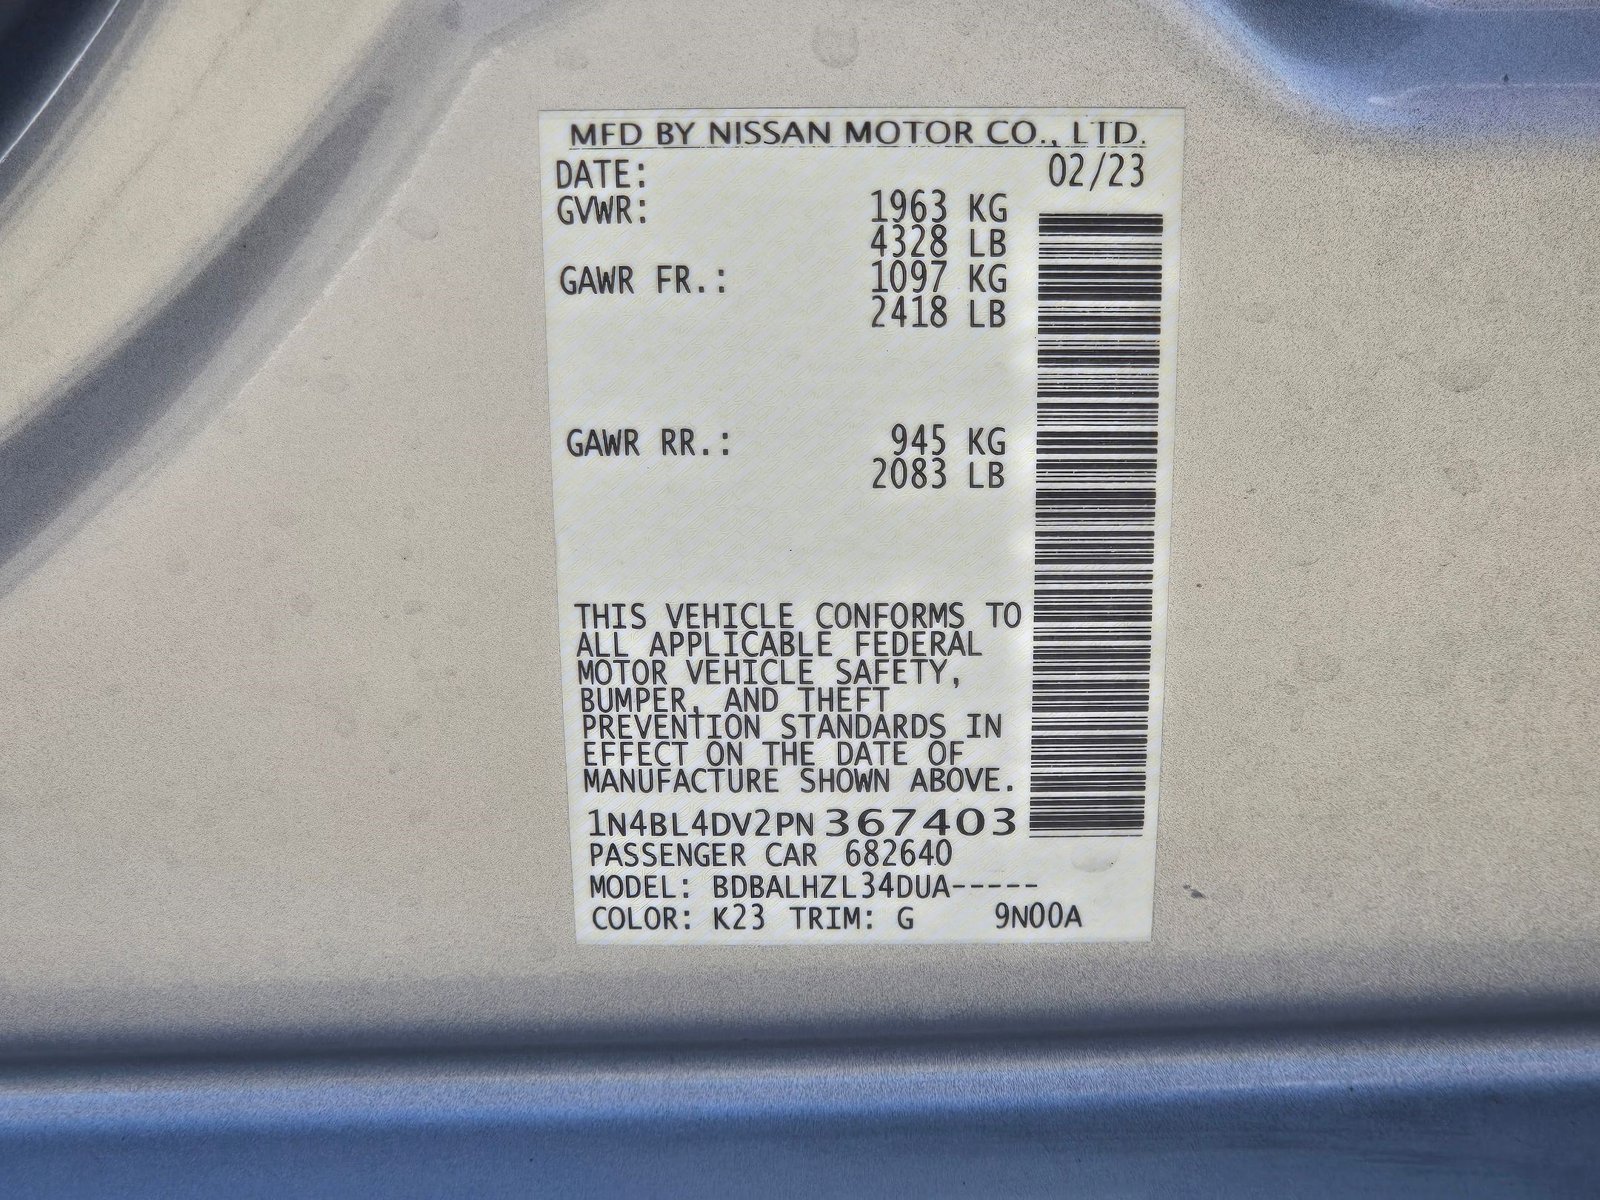 MFD BY NISSAN MOTOR CO., LTD.
DATE: 02/23
GVWR: 1963 KG
4328 LB
GAWR FR.: 1097 KG
2418 LB
GAWR RR.: 945 KG
2083 LB
THIS VEHICLE CONFORMS TO
ALL APPLICABLE FEDERAL
MOTOR VEHICLE SAFETY,
BUMPER, AND THEFT
PREVENTION STANDARDS IN
EFFECT ON THE DATE OF
MANUFACTURE SHOWN ABOVE.
1N4BL4DV2PN367403
PASSENGER CAR 682640
MODEL: BDBALHZL34DUA-----
COLOR: K23 TRIM: G 9N00A